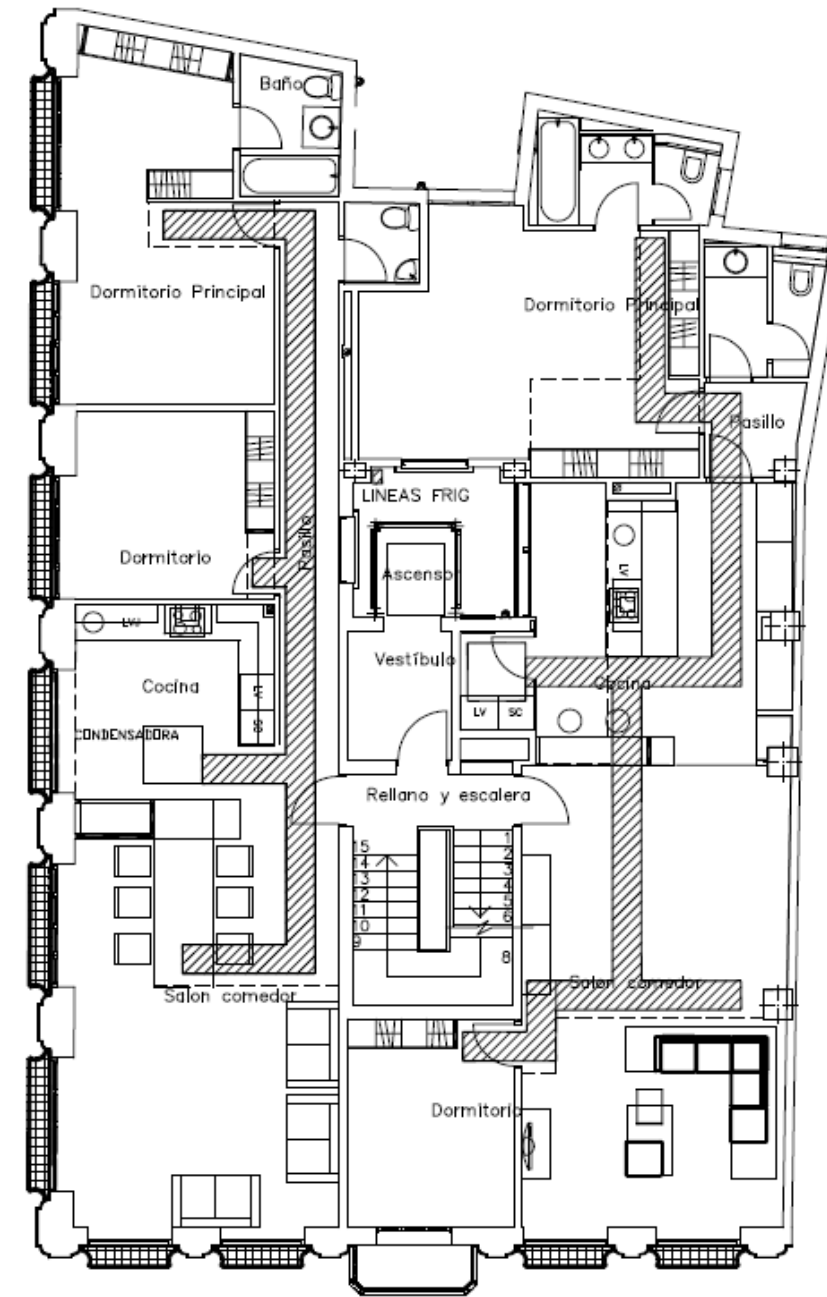 Baño
Dormitorio Principal
Dormitorio Principal
Pasillo
LINEAS FRIG
Pasillo
Dormitorio
Ascensor
LV
LVJ
Vestíbulo
Cocina
LV
SC
Cocina
LV
SC
CONDENSADORA
Rellano y escalera
15
14
13
12
11
10
9
1
2
3
4
5
6
8
Salon comedor
Salon comedor
Dormitorio